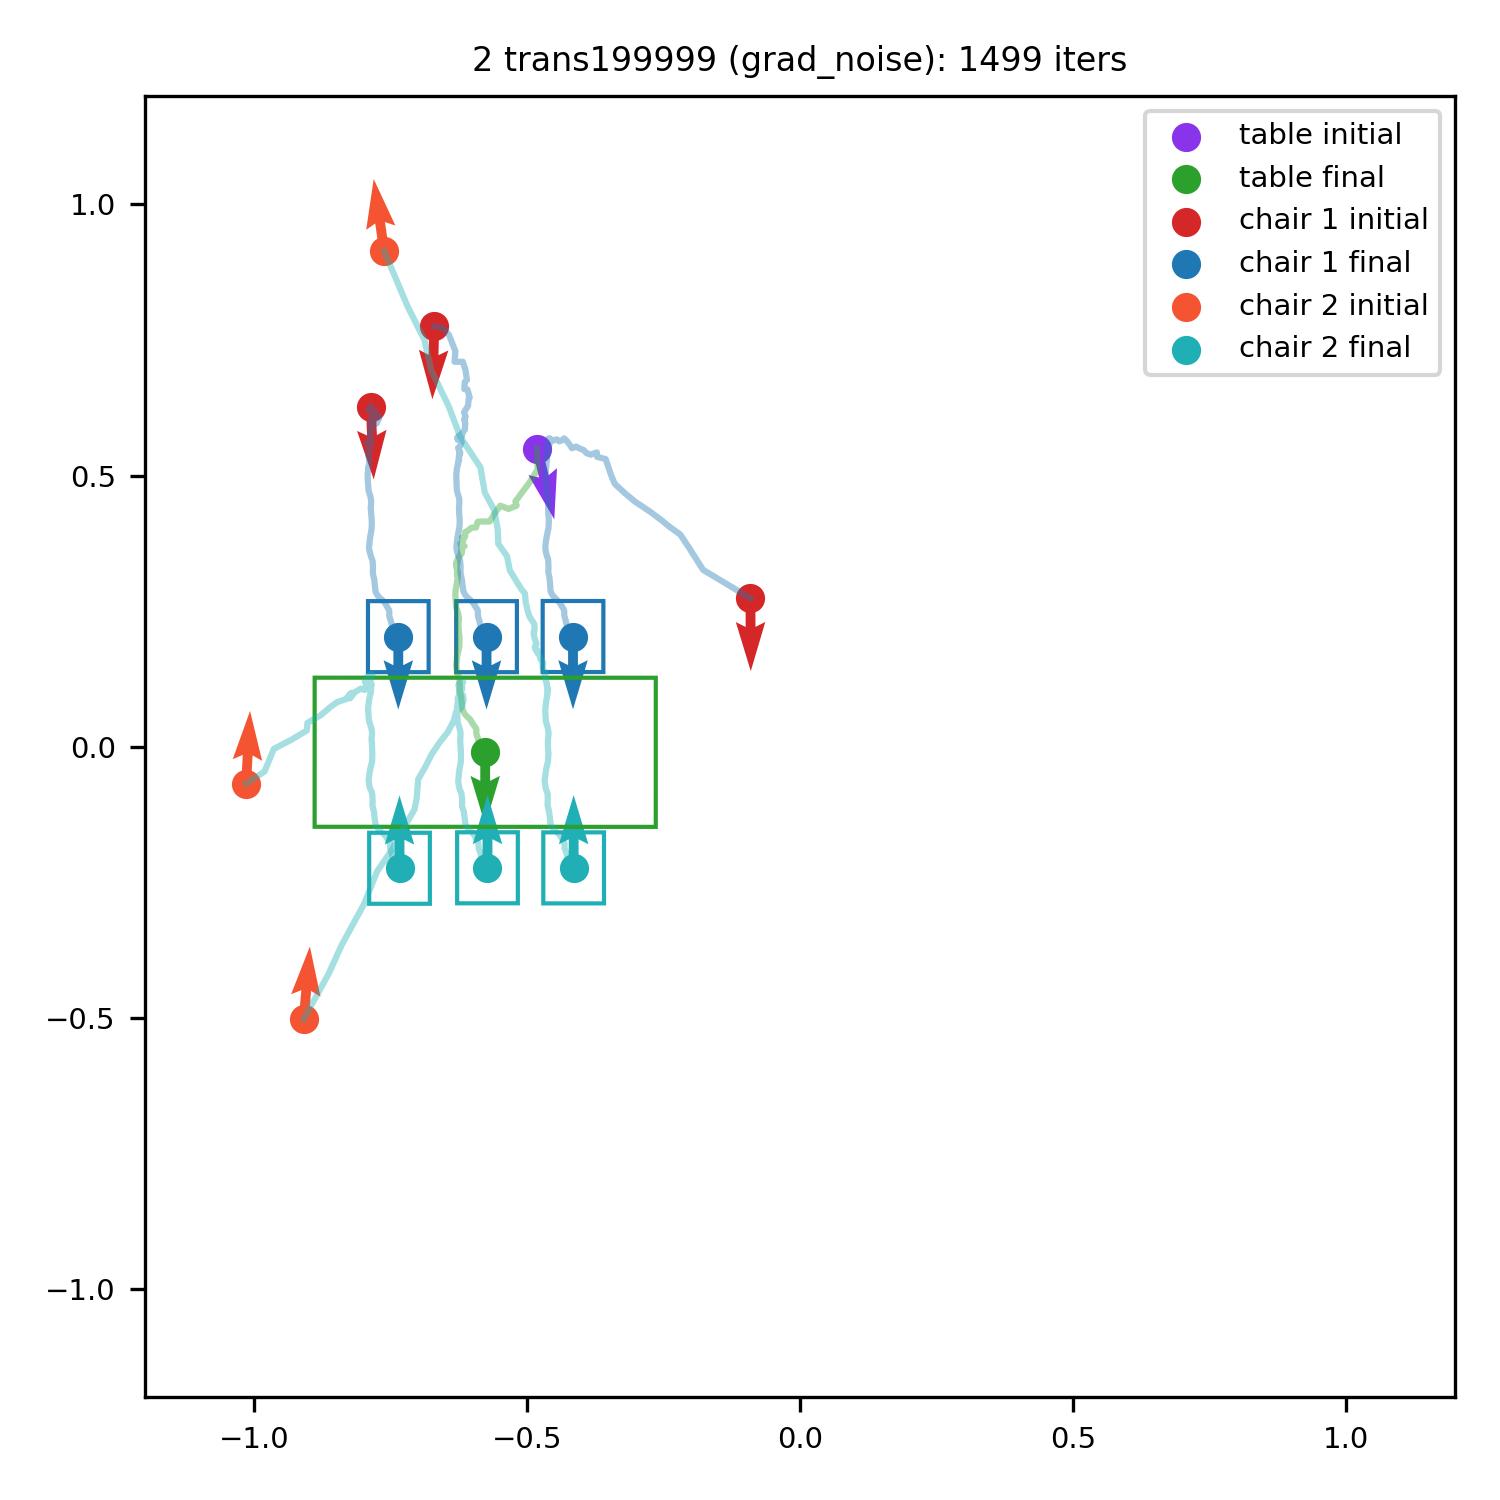 2 trans199999 (grad_noise): 1499 iters
table initial
table final
chair 1 initial
chair 1 final
chair 2 initial
chair 2 final
1.0
0.5
0.0
−0.5
−1.0
−1.0 −0.5 0.0 0.5 1.0